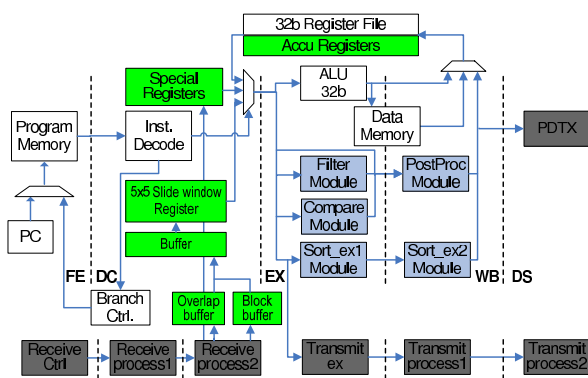 32b Register File
Accu Registers
Special
Registers
ALU
32b
Program
Memory
Inst.
Decode
Data
Memory
PDTX
Filter
Module
PostProc
Module
5x5 Slide window
Register
Compare
Module
PC
Buffer
Sort_ex1
Module
Sort_ex2
Module
FE
DC
EX
WB
DS
Branch
Ctrl.
Overlap
buffer
Block
buffer
Receive
Ctrl
Receive
process1
Receive
process2
Transmit
ex
Transmit
process1
Transmit
process2